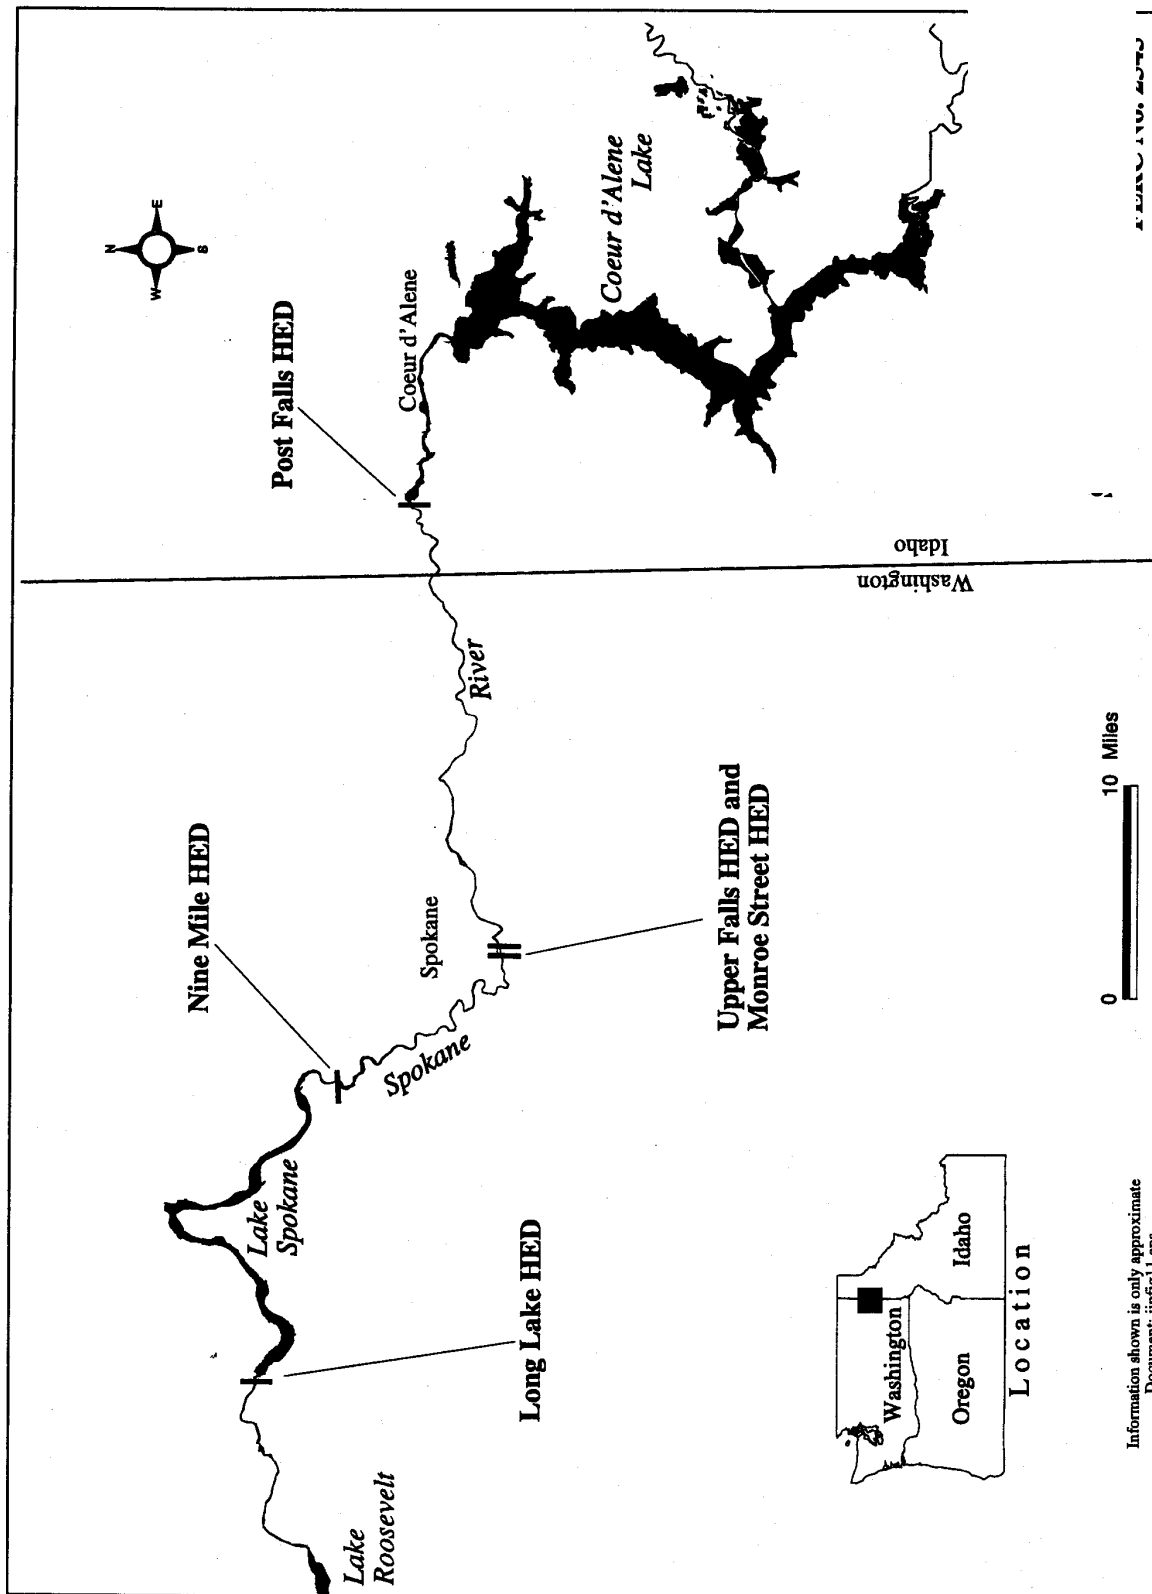 N
W E
S
Post Falls HED
Coeur d'Alene
Coeur d'Alene
Lake
Nine Mile HED
Spokane
River
Idaho
Washington
Spokane
Upper Falls HED and
Monroe Street HED
Lake
Spokane
Long Lake HED
Lake
Roosevelt
0 10 Miles
Washington
Oregon
Idaho
Location
Information shown is only approximate
Document: